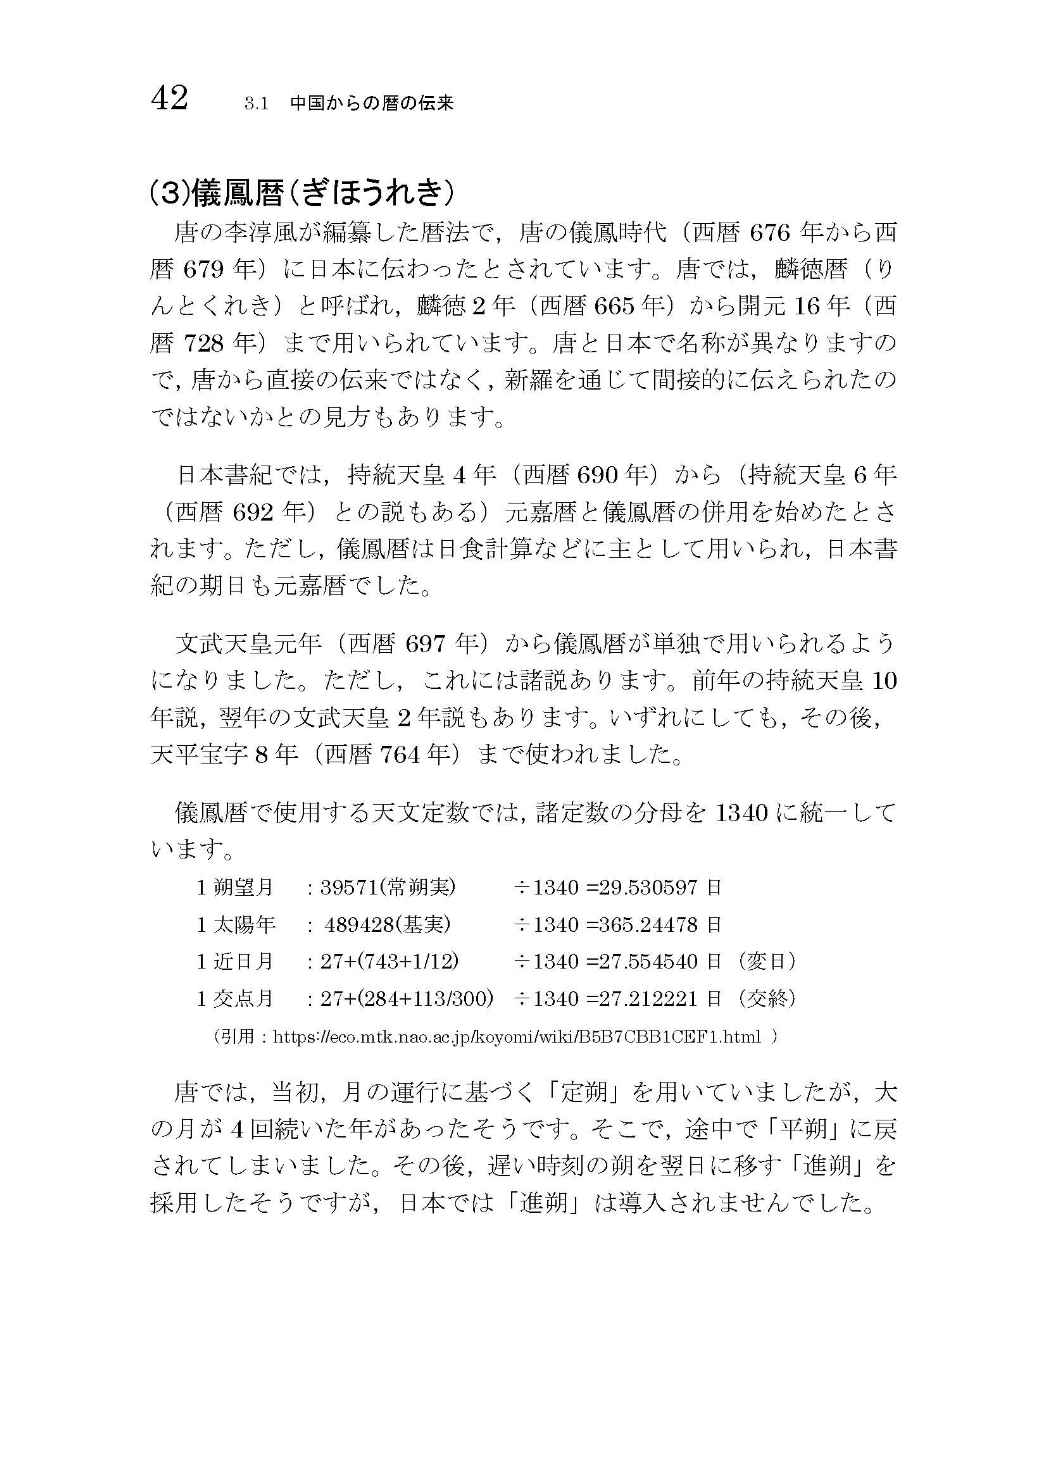 42 3.1 中国からの暦の伝来
(3)儀鳳暦(ぎほうれき)
唐の李淳風が編纂した暦法で，唐の儀鳳時代（西暦 676 年から西
暦 679 年）に日本に伝わったとされています。唐では，麟徳暦（り
んとくれき）と呼ばれ，麟徳 2 年（西暦 665 年）から開元 16 年（西
暦 728 年）まで用いられています。唐と日本で名称が異なりますの
で，唐から直接の伝来ではなく，新羅を通じて間接的に伝えられたの
ではないかとの見方もあります。
日本書紀では，持統天皇 4 年（西暦 690 年）から（持統天皇 6 年
（西暦 692 年）との説もある）元嘉暦と儀鳳暦の併用を始めたとさ
れます。ただし，儀鳳暦は日食計算などに主として用いられ，日本書
紀の期日も元嘉暦でした。
文武天皇元年（西暦 697 年）から儀鳳暦が単独で用いられるよう
になりました。ただし，これには諸説あります。前年の持統天皇 10
年説，翌年の文武天皇 2 年説もあります。いずれにしても，その後，
天平宝字 8 年（西暦 764 年）まで使われました。
儀鳳暦で使用する天文定数では，諸定数の分母を 1340 に統一して
います。
1 朔望月 : 39571(常朔実) ÷1340 =29.530597 日
1 太陽年 : 489428(基実) ÷1340 =365.24478 日
1 近日月 : 27+(743+1/12) ÷1340 =27.554540 日（変日）
1 交点月 : 27+(284+113/300) ÷1340 =27.212221 日（交終）
（引用：https://eco.mtk.nao.ac.jp/koyomi/wiki/B5B7CBB1CEF1.html ）
唐では，当初，月の運行に基づく「定朔」を用いていましたが，大
の月が 4 回続いた年があったそうです。そこで，途中で「平朔」に戻
されてしまいました。その後，遅い時刻の朔を翌日に移す「進朔」を
採用したそうですが，日本では「進朔」は導入されませんでした。